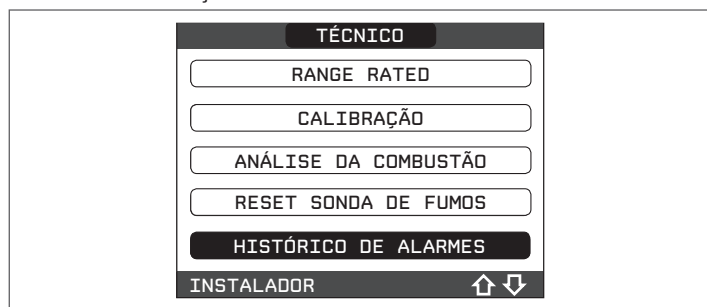 TÉCNICO
RANGE RATED
CALIBRAÇÃO
ANÁLISE DA COMBUSTÃO
RESET SONDA DE FUMOS
HISTÓRICO DE ALARMES
INSTALADOR